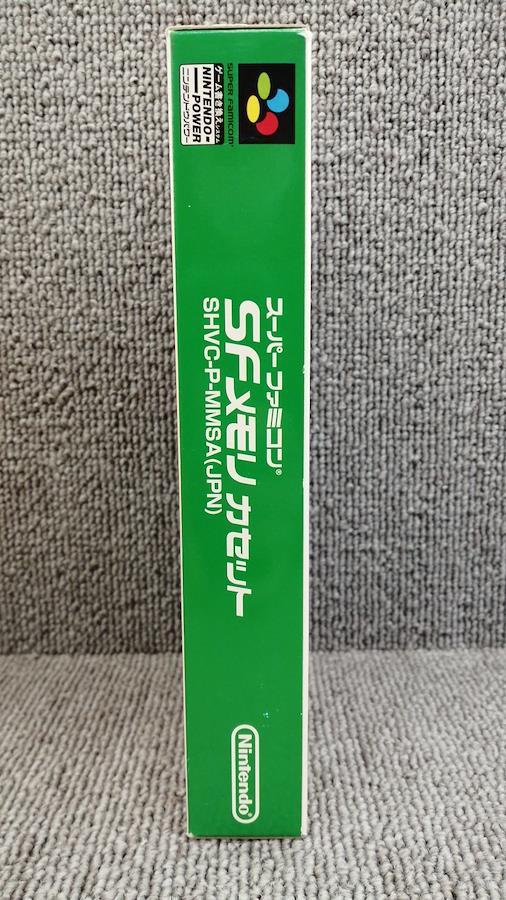 SUPER FAMICOM
ゲーム書き換えシステム
NINTENDO
POWER
ニンテンドウパワー
スーパーファミコン®
SFメモリ カセット
SHVC-P-MMSA(JPN)
Nintendo®